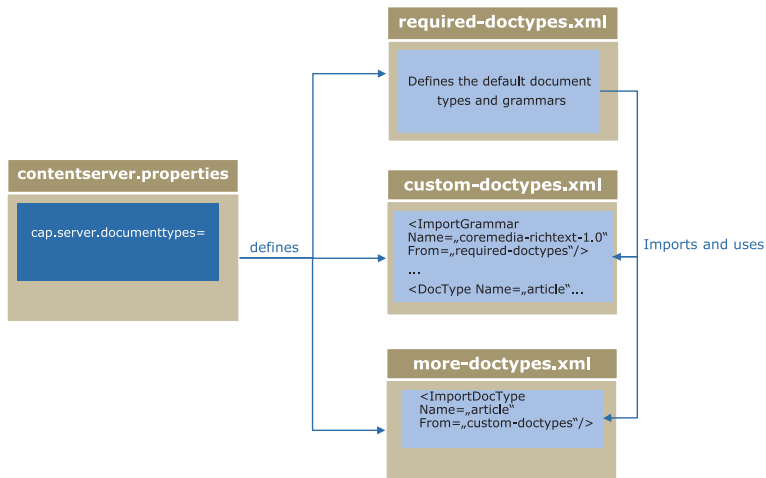 required-doctypes.xml
Defines the default document
types and grammars
contentserver.properties
cap.server.documenttypes=
defines
custom-doctypes.xml
<ImportGrammar
Name=„coremedia-richtext-1.0“
From=„required-doctypes“/>
...
<DocType Name=„article“...
Imports and uses
more-doctypes.xml
<ImportDocType
Name=„article“
From=„custom-doctypes“/>